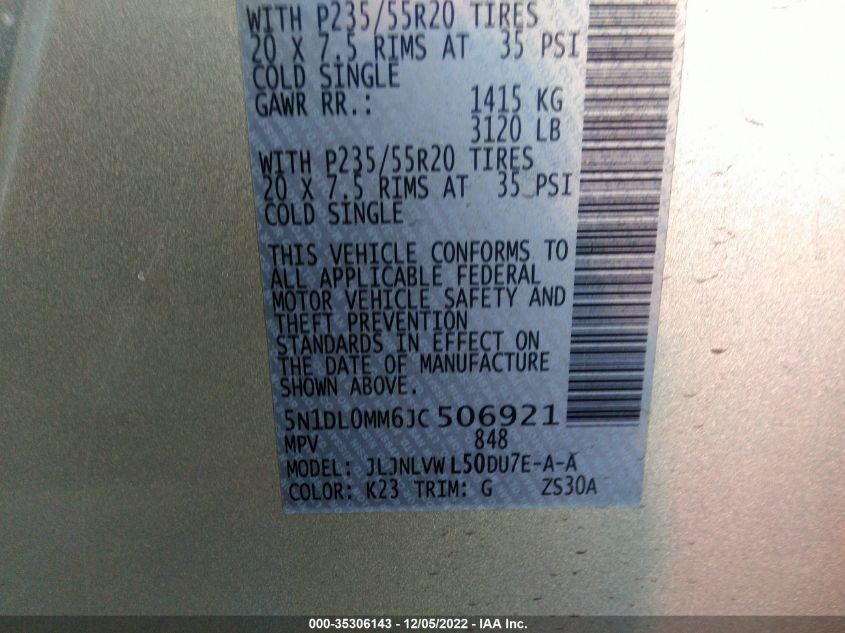 WITH P235/55R20 TIRES
20 X 7.5 RIMS AT 35 PSI
COLD SINGLE
GAWR RR.: 1415 KG
3120 LB
WITH P235/55R20 TIRES
20 X 7.5 RIMS AT 35 PSI
COLD SINGLE
THIS VEHICLE CONFORMS TO
ALL APPLICABLE FEDERAL
MOTOR VEHICLE SAFETY AND
THEFT PREVENTION
STANDARDS IN EFFECT ON
THE DATE OF MANUFACTURE
SHOWN ABOVE.
5N1DL0MM6JC506921
MPV 848
MODEL: JLJNLVWL50DU7E-A-A
COLOR: K23 TRIM: G ZS30A
000-35306143 - 12/05/2022 - IAA Inc.